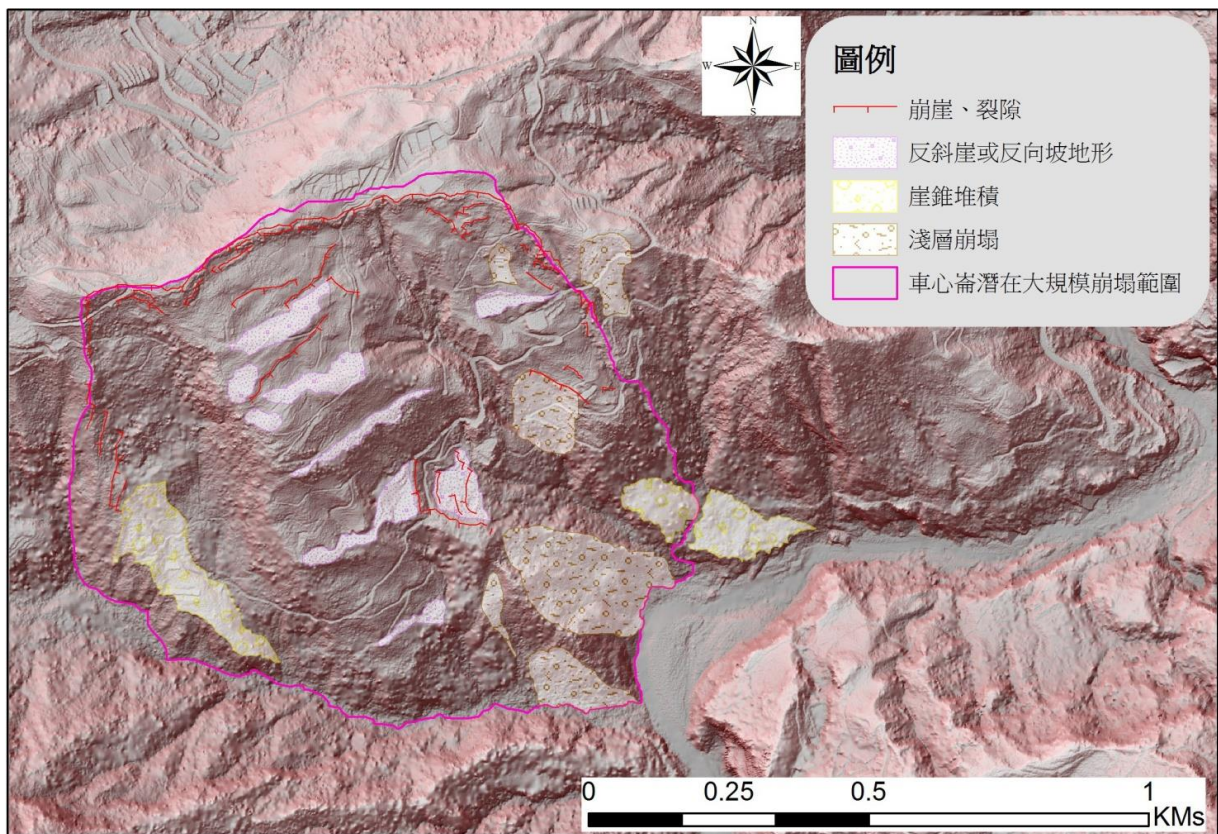 N
W
E
S
圖例
崩崖、裂隙
反斜崖或反向坡地形
崖錐堆積
淺層崩塌
車心崙潛在大規模崩塌範圍
0 0.25 0.5 1
KMs